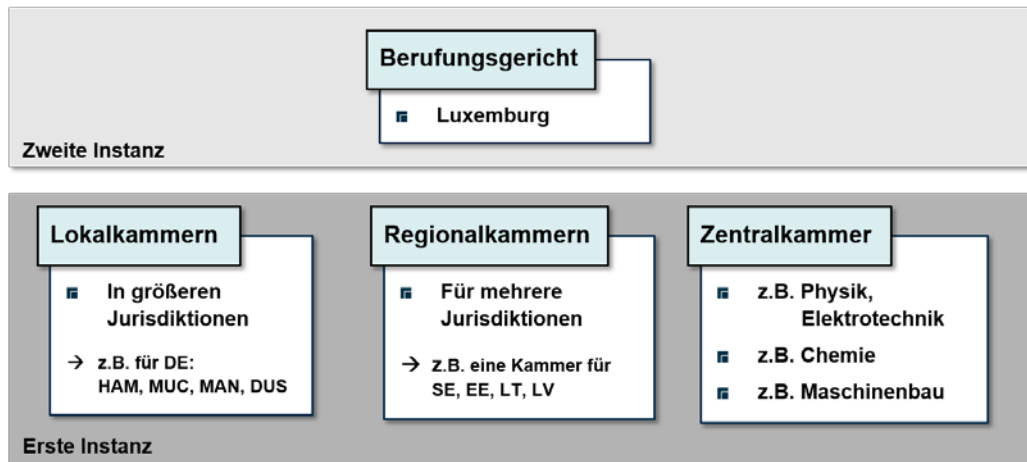 Berufungsgericht
Luxemburg
Zweite Instanz
Lokalkammern
In größeren
Jurisdiktionen
→ z.B. für DE:
HAM, MUC, MAN, DUS
Regionalkammern
Für mehrere
Jurisdiktionen
→ z.B. eine Kammer für
SE, EE, LT, LV
Zentralkammer
z.B. Physik,
Elektrotechnik
z.B. Chemie
z.B. Maschinenbau
Erste Instanz